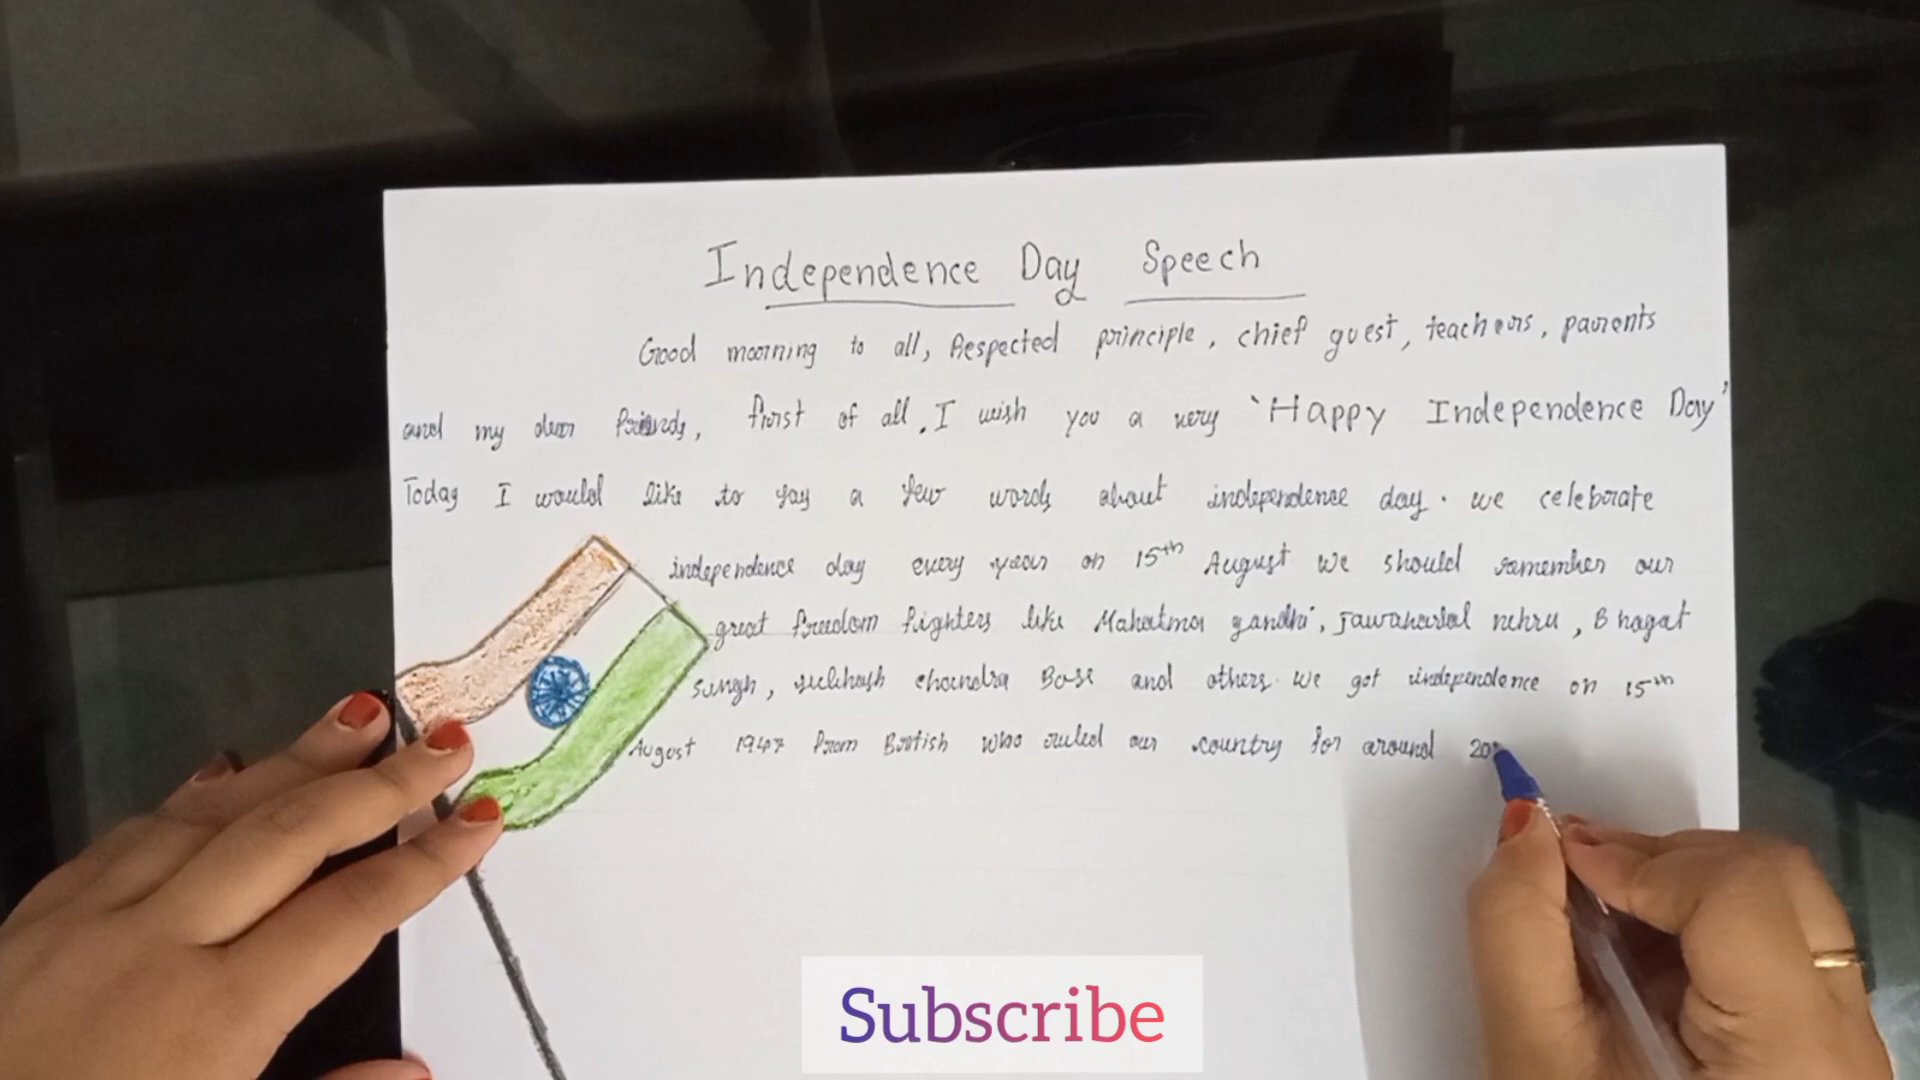 Independence Day Speech
Good morning to all, Respected principle, chief guest, teachers, parents
and my dear friends, first of all, I wish you a very 'Happy Independence Day'
Today I would like to say a few words about independence day. we celebrate
independence day every year on 15th August we should remember our
great freedom fighters like Mahatma gandhi, Jawaharlal nehru, Bhagat
singh, subhash chandra Bose and others. we got independence on 15th
August 1947 from British who ruled our country for around
Subscribe